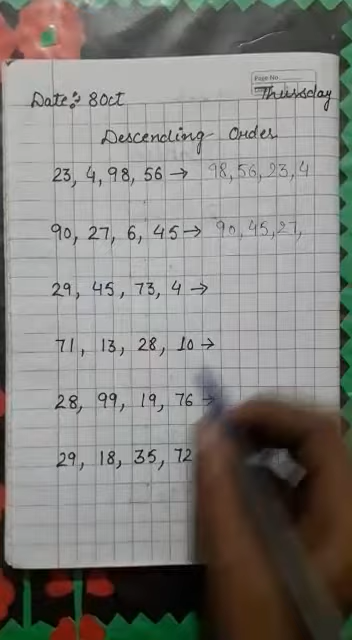 Page No.
Date: 8 Oct Thursday
Descending Order
23, 4, 98, 56 → 98, 56, 23, 4
90, 27, 6, 45 → 90, 45, 27,
29, 45, 73, 4 →
71, 13, 28, 10 →
28, 99, 19, 76 →
29, 18, 35, 72